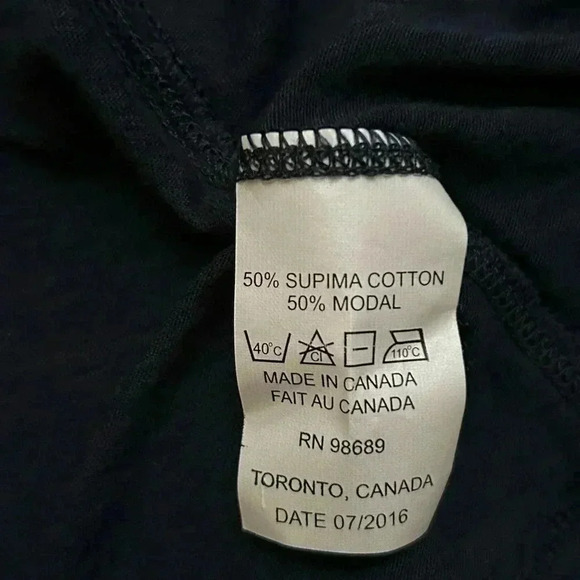 50% SUPIMA COTTON
50% MODAL
40°C CI 110°C
MADE IN CANADA
FAIT AU CANADA
RN 98689
TORONTO, CANADA
DATE 07/2016